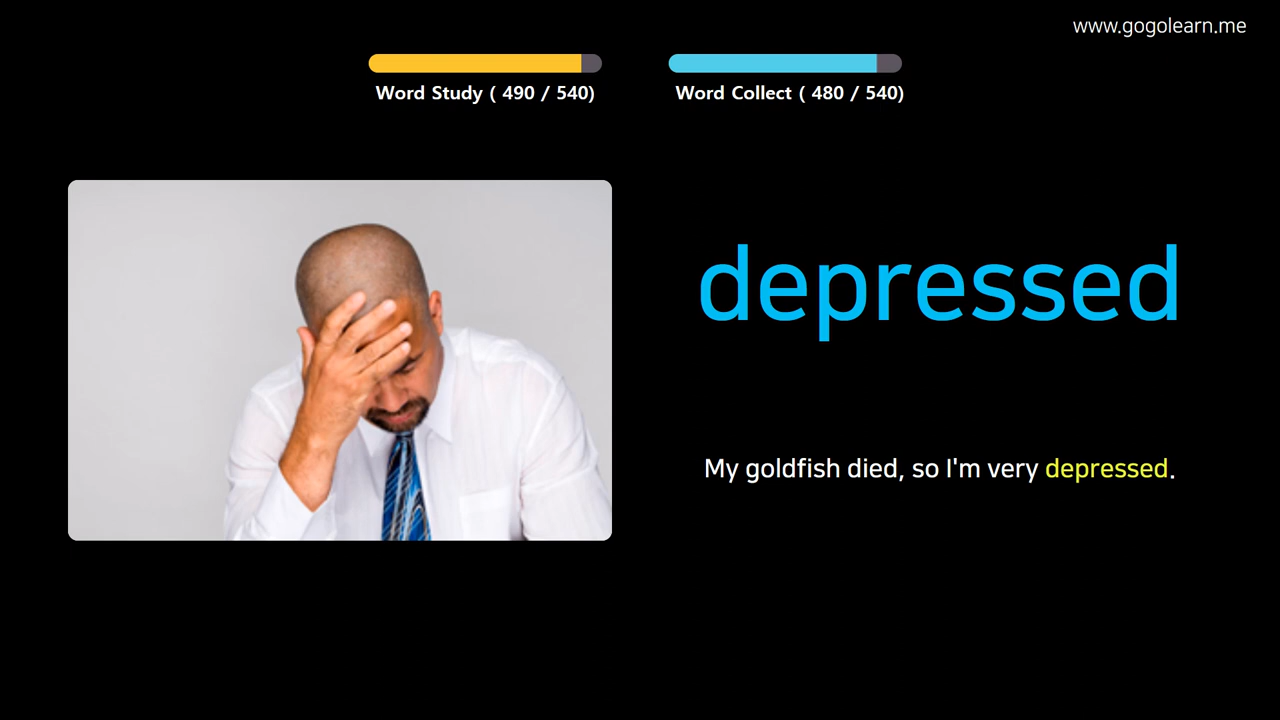 www.gogolearn.me
Word Study ( 490 / 540)
Word Collect ( 480 / 540)
depressed
My goldfish died, so I'm very depressed.